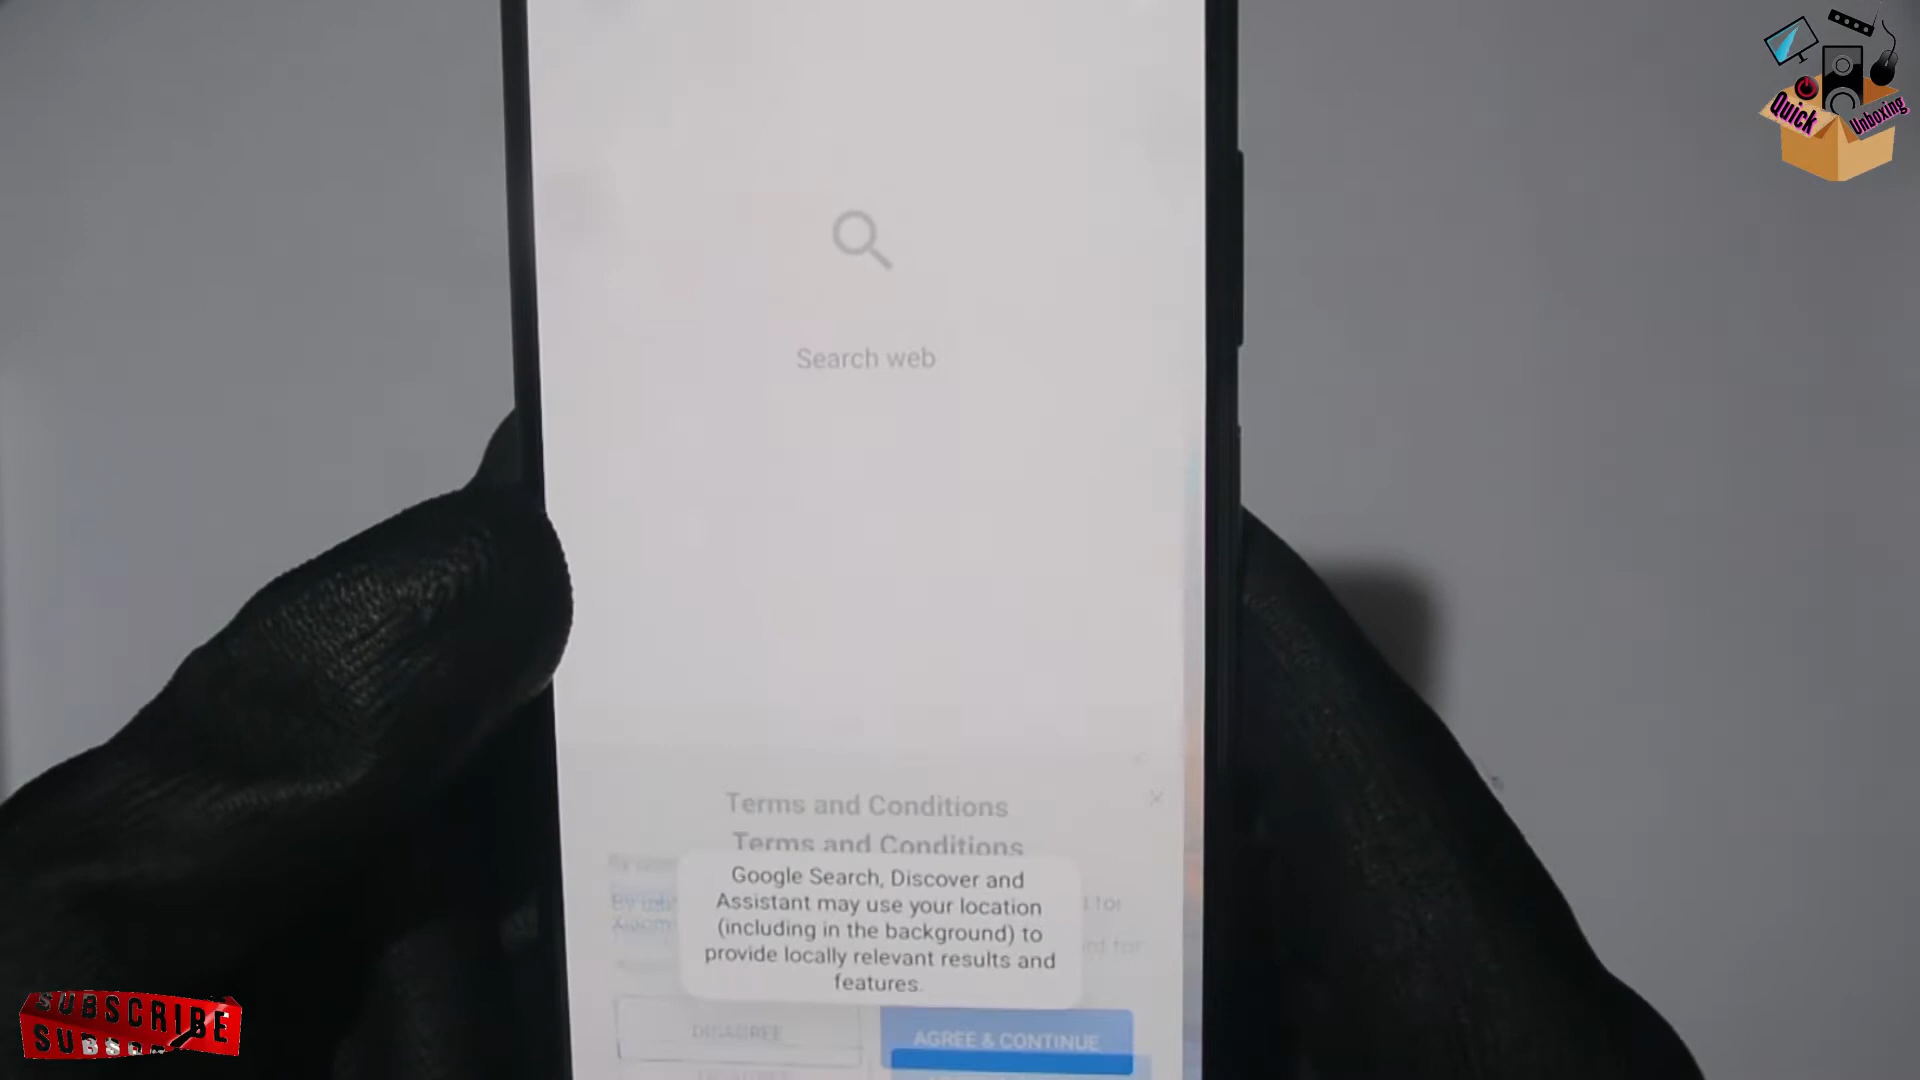 Quick Unboxing
Search web
Terms and Conditions
Terms and Conditions
Google Search, Discover and
Assistant may use your location
(including in the background) to
provide locally relevant results and
features.
DISAGREE
AGREE & CONTINUE
SUBSCRIBE